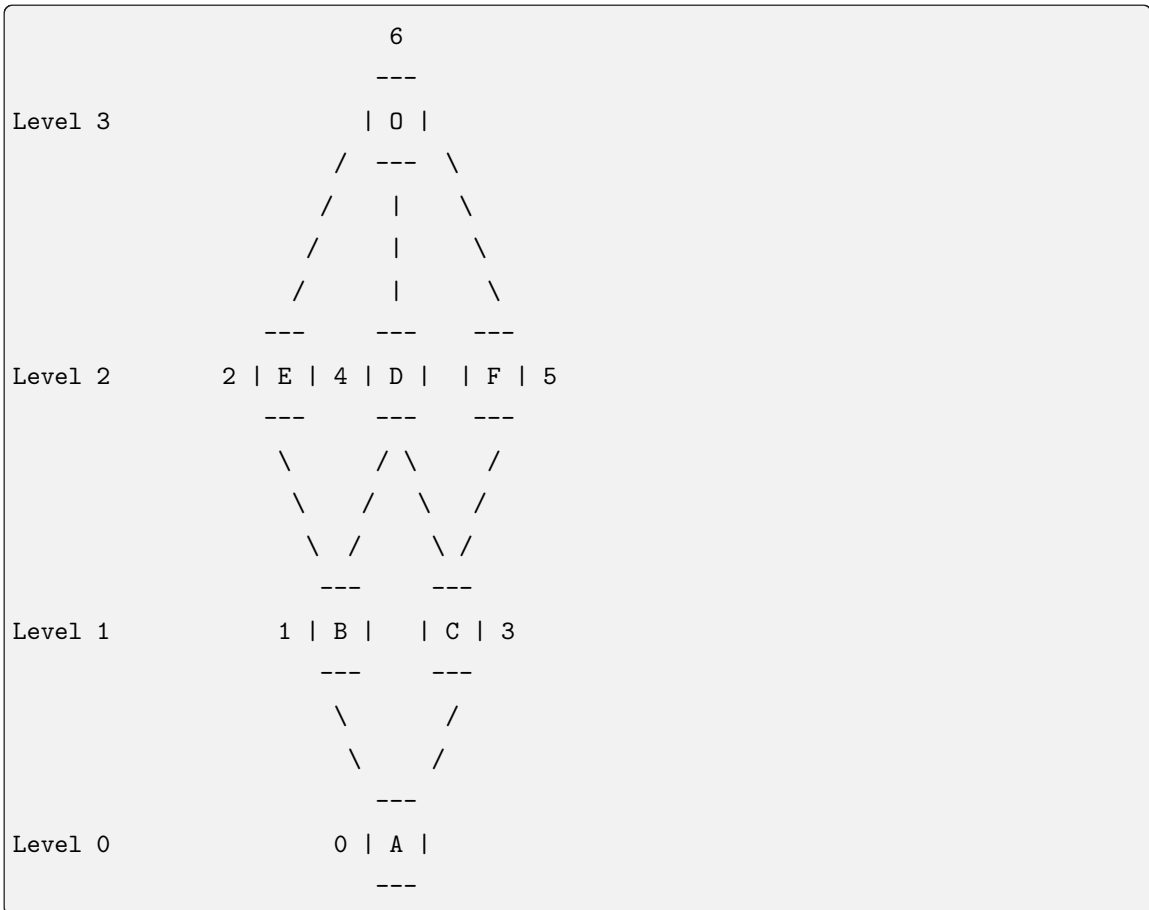 6
                          ---
Level 3                  | O |
                       /  ---  \
                      /    |    \
                     /     |     \
                    /      |      \
                  ---     ---    ---
Level 2        2 | E | 4 | D |  | F | 5
                  ---     ---    ---
                   \      / \     /
                    \    /   \   /
                     \  /     \ /
                      ---     ---
Level 1            1 | B |   | C | 3
                      ---     ---
                       \       /
                        \     /
                          ---
Level 0                0 | A |
                          ---